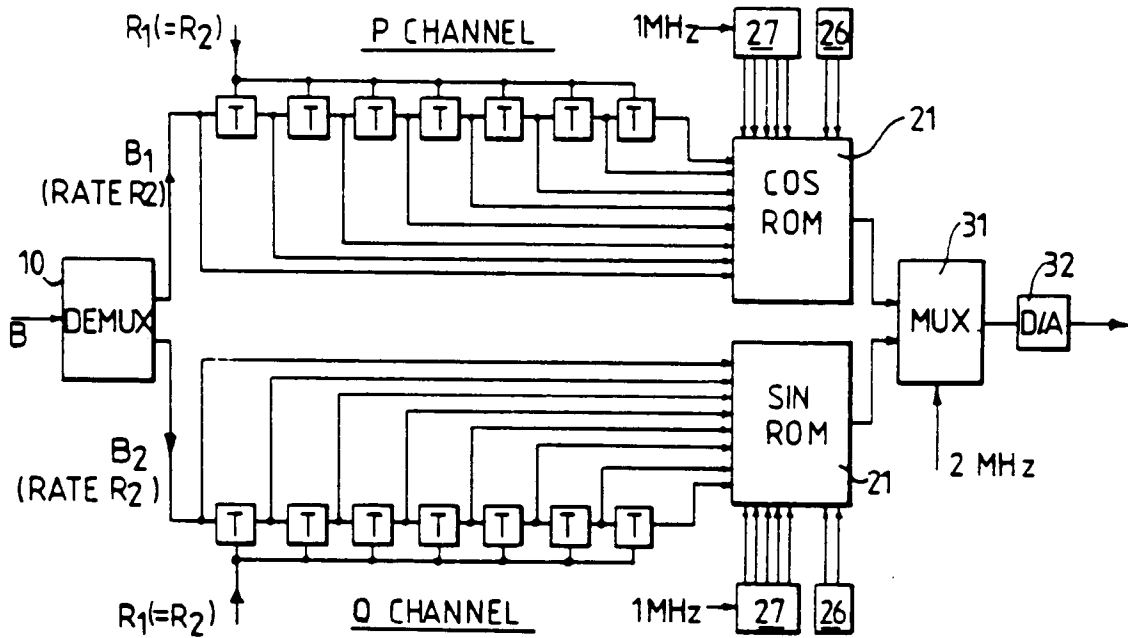 R1(=R2)
P CHANNEL
1MHz
27
26
T T T T T T T
21
B1
(RATE R2)
COS
ROM
10
DEMUX
B
31
MUX
32
D/A
SIN
ROM
21
2 MHz
B2
(RATE R2)
T T T T T T T
R1(=R2)
Q CHANNEL
1MHz
27
26